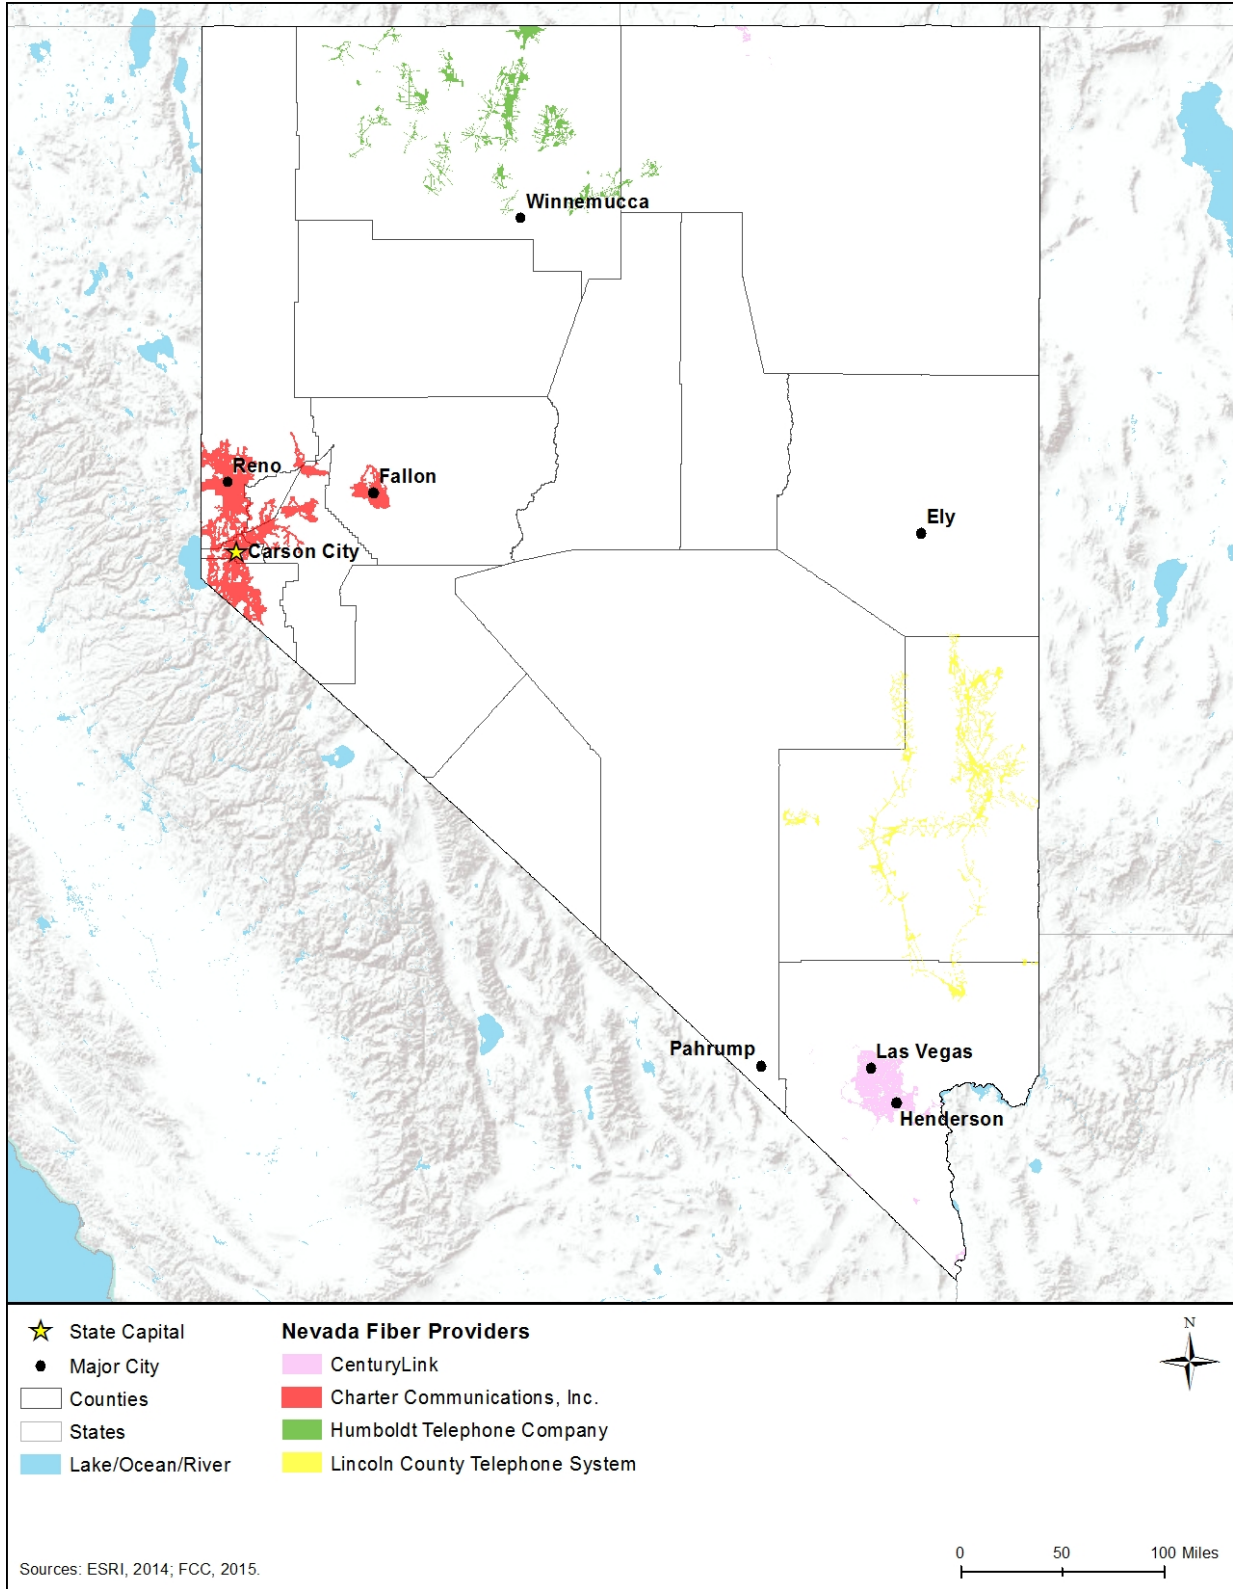 Winnemucca
Reno
Fallon
Ely
Carson City
Pahrump
Las Vegas
Henderson
State Capital
Major City
Counties
States
Lake/Ocean/River
Nevada Fiber Providers
CenturyLink
Charter Communications, Inc.
Humboldt Telephone Company
Lincoln County Telephone System
N
0 50 100 Miles
Sources: ESRI, 2014; FCC, 2015.